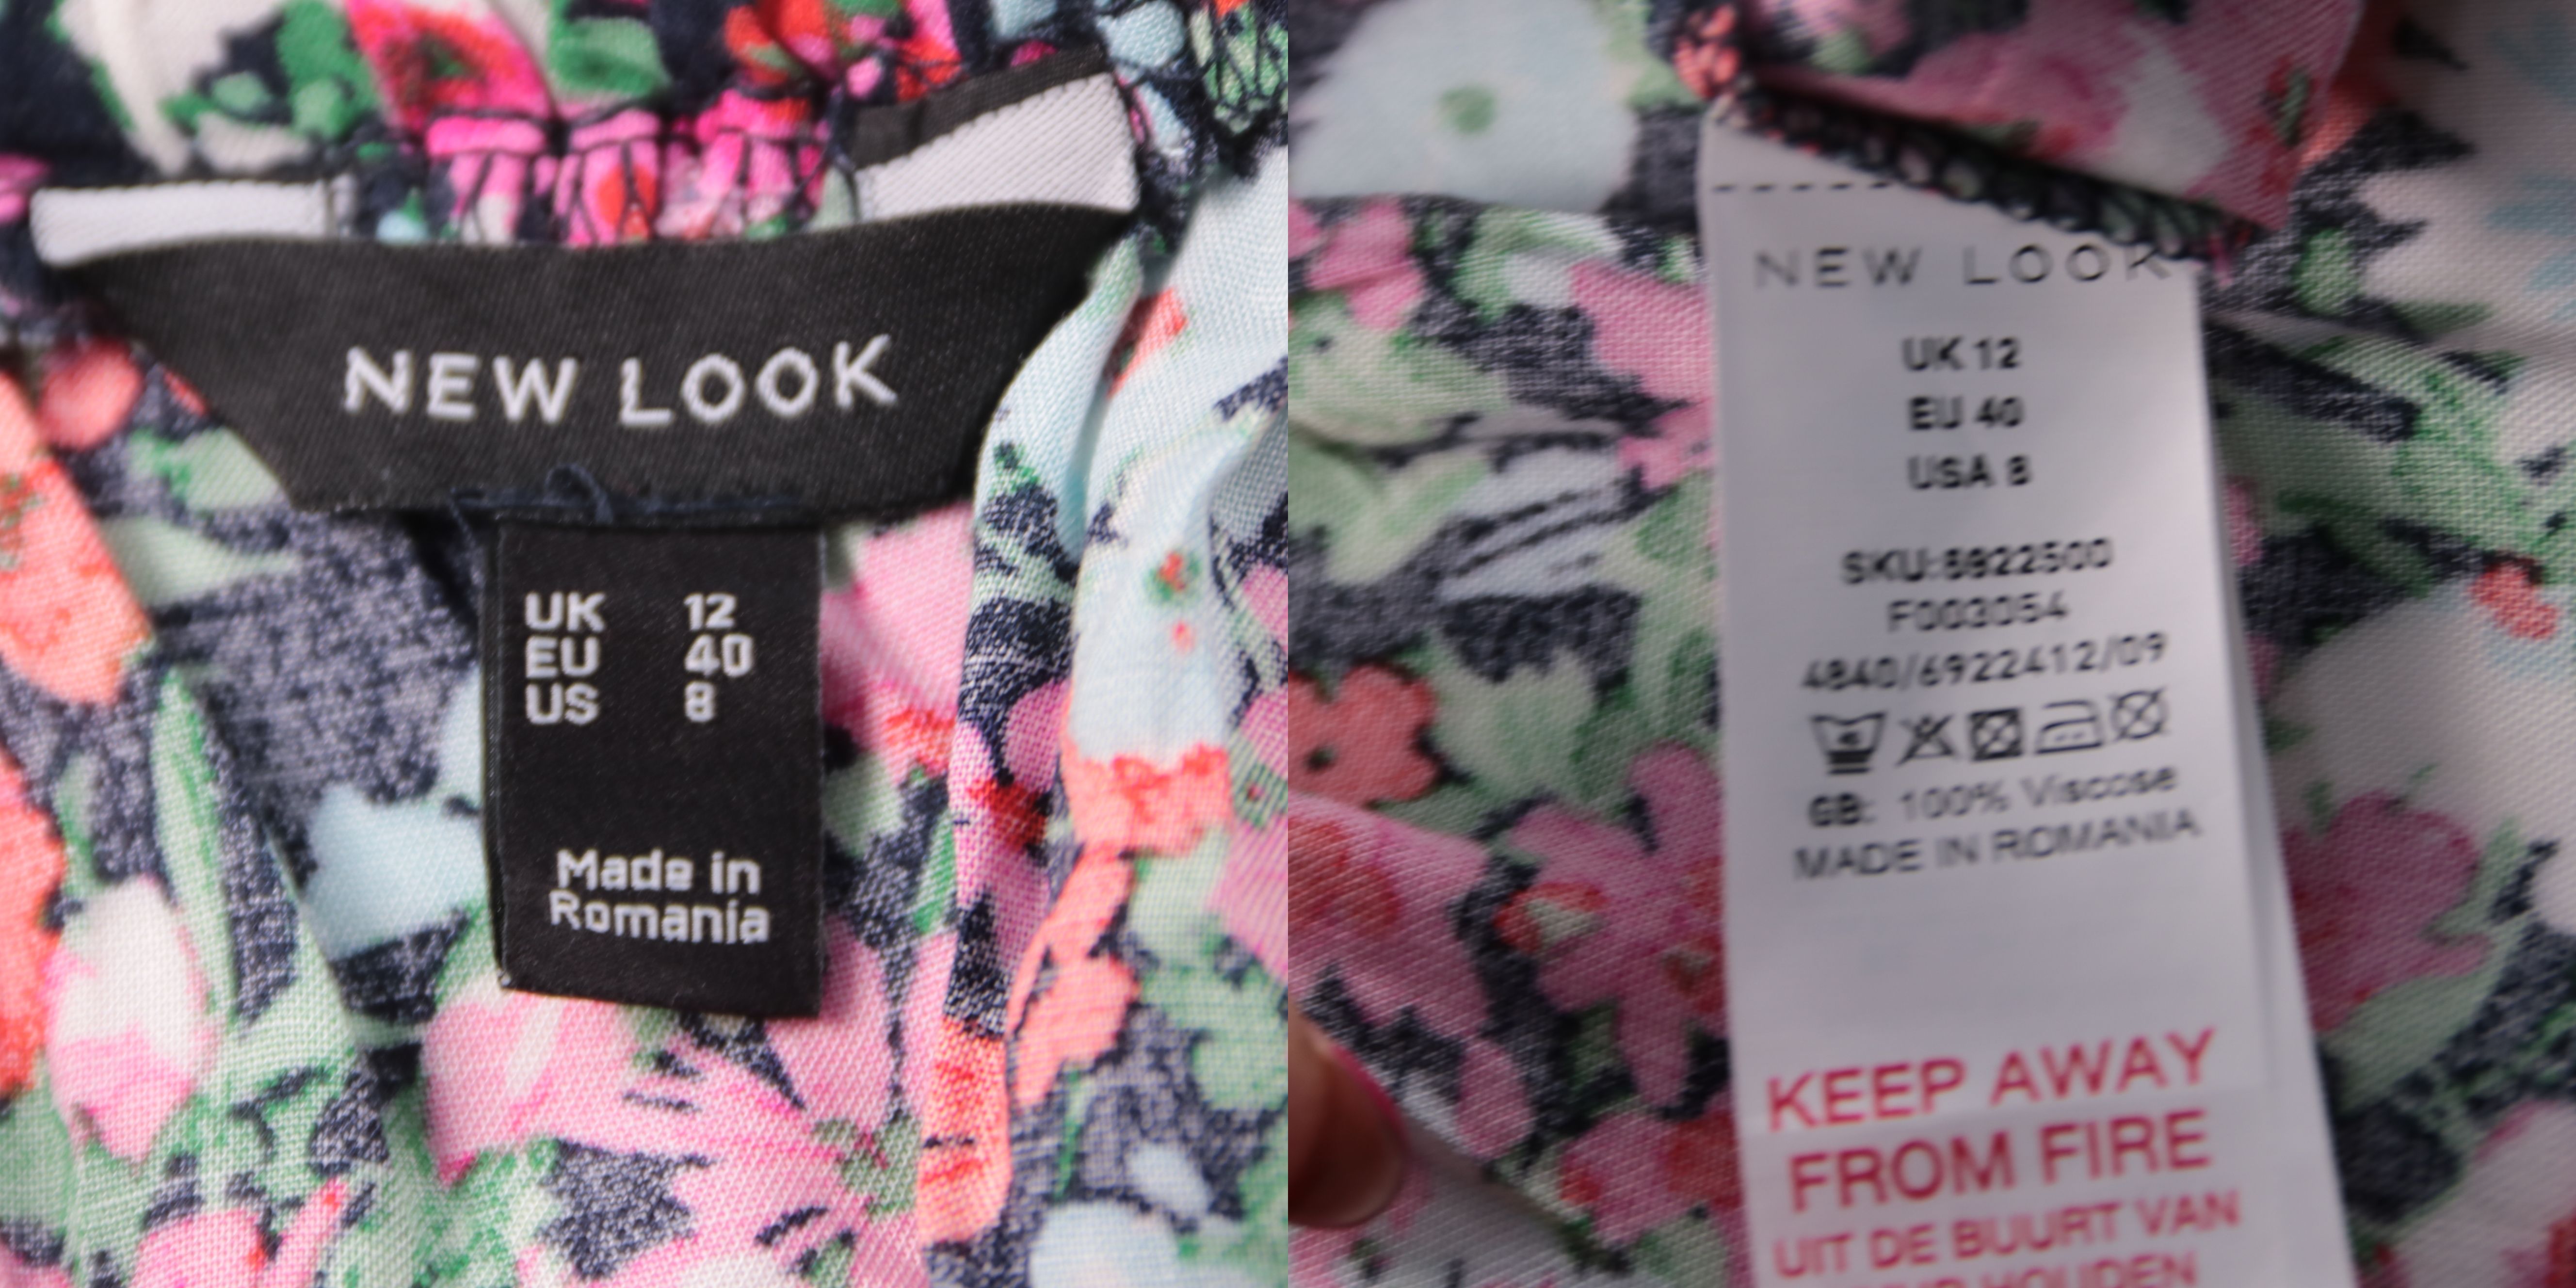 NEW LOOK
UK 12
EU 40
US 8
Made in
Romania
NEW LOOK
UK 12
EU 40
USA 8
SKU:8822500
F003054
4840/6922412/09
GB: 100% Viscose
MADE IN ROMANIA
KEEP AWAY
FROM FIRE
UIT DE BUURT VAN
HOUDEN